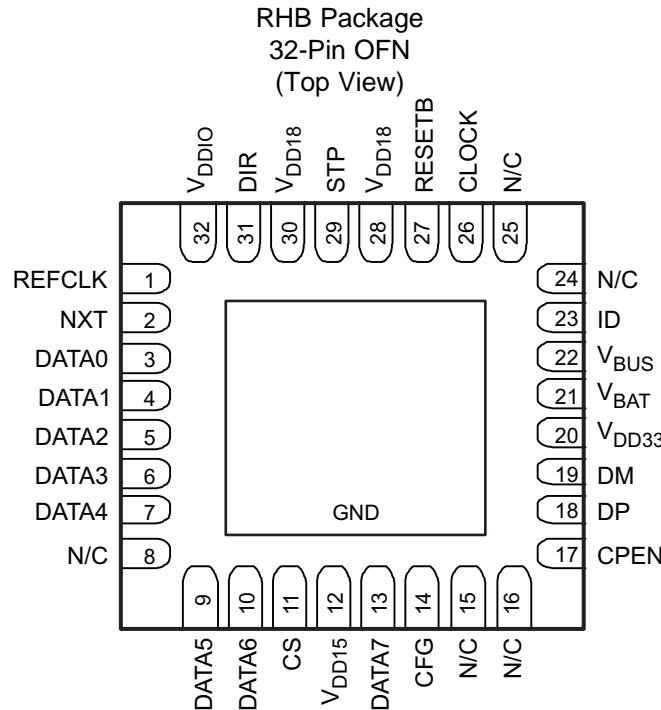 RHB Package
32-Pin QFN
(Top View)
VDDIO
DIR
VDD18
STP
VDD18
RESETB
CLOCK
N/C
32
31
30
29
28
27
26
25
REFCLK 1
NXT 2
DATA0 3
DATA1 4
DATA2 5
DATA3 6
DATA4 7
N/C 8
24 N/C
23 ID
22 VBUS
21 VBAT
20 VDD33
19 DM
18 DP
17 CPEN
GND
9
10
11
12
13
14
15
16
DATA5
DATA6
CS
VDD15
DATA7
CFG
N/C
N/C